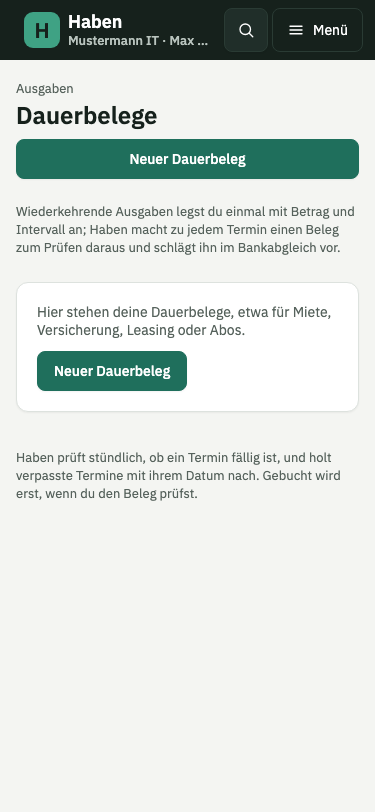 H
Haben
Mustermann IT · Max ...
Menü
Ausgaben
Dauerbelege
Neuer Dauerbeleg
Wiederkehrende Ausgaben legst du einmal mit Betrag und
Intervall an; Haben macht zu jedem Termin einen Beleg
zum Prüfen daraus und schlägt ihn im Bankabgleich vor.
Hier stehen deine Dauerbelege, etwa für Miete,
Versicherung, Leasing oder Abos.
Neuer Dauerbeleg
Haben prüft stündlich, ob ein Termin fällig ist, und holt
verpasste Termine mit ihrem Datum nach. Gebucht wird
erst, wenn du den Beleg prüfst.